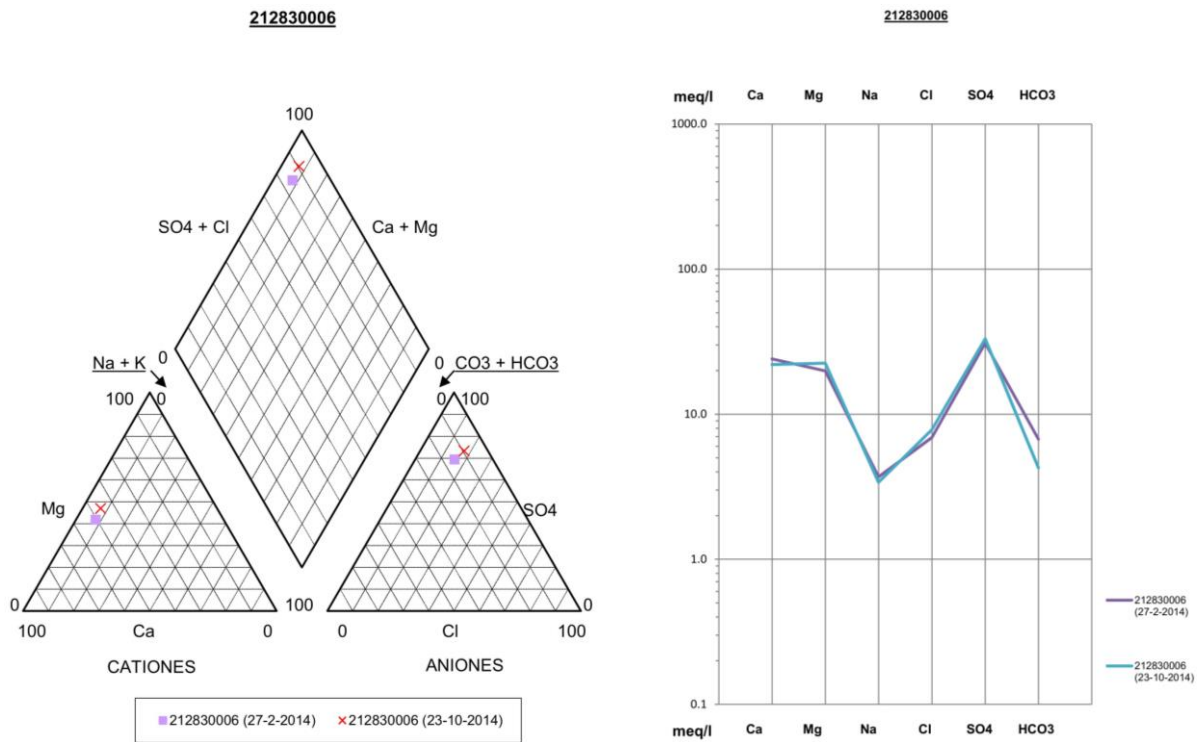 212830006
100
SO4 + Cl
Ca + Mg
0
0
Na + K
CO3 + HCO3
100
0
0
100
Mg
SO4
0
100
0
100
Ca
0
0
Cl
100
CATIONES
ANIONES
212830006 (27-2-2014)
212830006 (23-10-2014)
212830006
meq/l Ca Mg Na Cl SO4 HCO3
1000.0
100.0
10.0
1.0
0.1
meq/l Ca Mg Na Cl SO4 HCO3
212830006
(27-2-2014)
212830006
(23-10-2014)